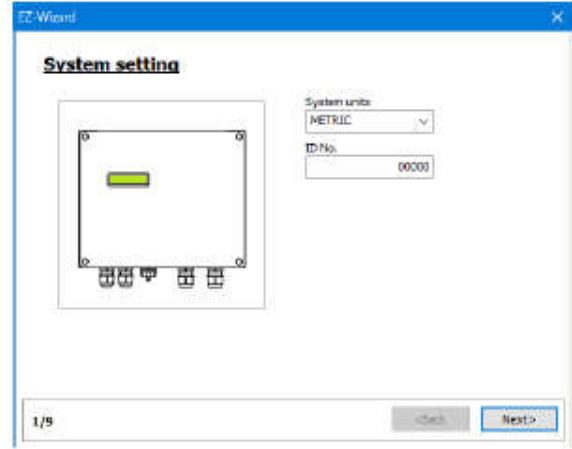 EZ-Wizard
System setting
System units
METRIC
ID No.
00000
1/9
<Back
Next>